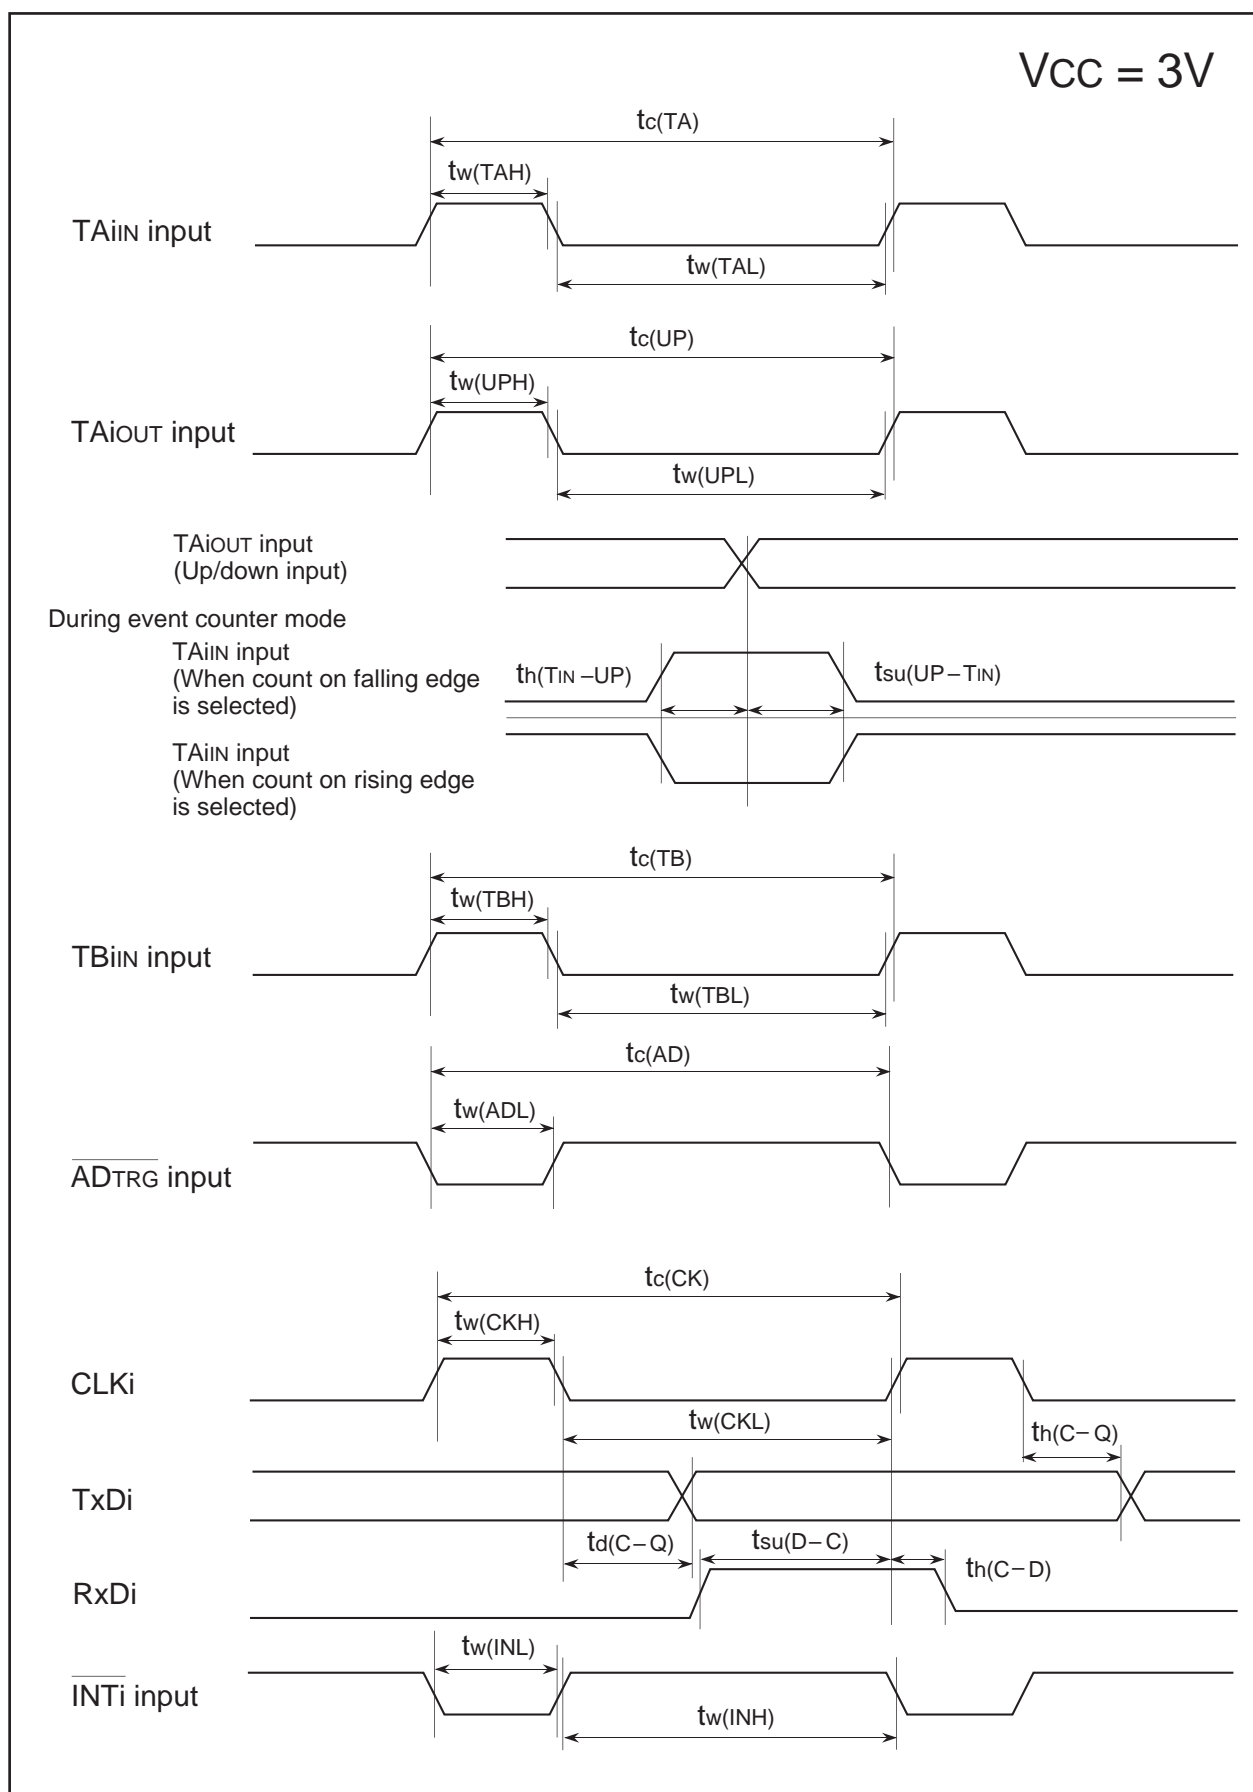 VCC = 3V
tc(TA)
tw(TAH)
TAiIN input
tw(TAL)
tc(UP)
tw(UPH)
TAiOUT input
tw(UPL)
TAiOUT input
(Up/down input)
During event counter mode
TAiIN input
(When count on falling edge
is selected)
th(TIN–UP)
tsu(UP–TIN)
TAiIN input
(When count on rising edge
is selected)
tc(TB)
tw(TBH)
TBiIN input
tw(TBL)
tc(AD)
tw(ADL)
ADTRG input
tc(CK)
tw(CKH)
CLKi
tw(CKL)
th(C–Q)
TxDi
td(C–Q)
tsu(D–C)
th(C–D)
RxDi
tw(INL)
INTi input
tw(INH)